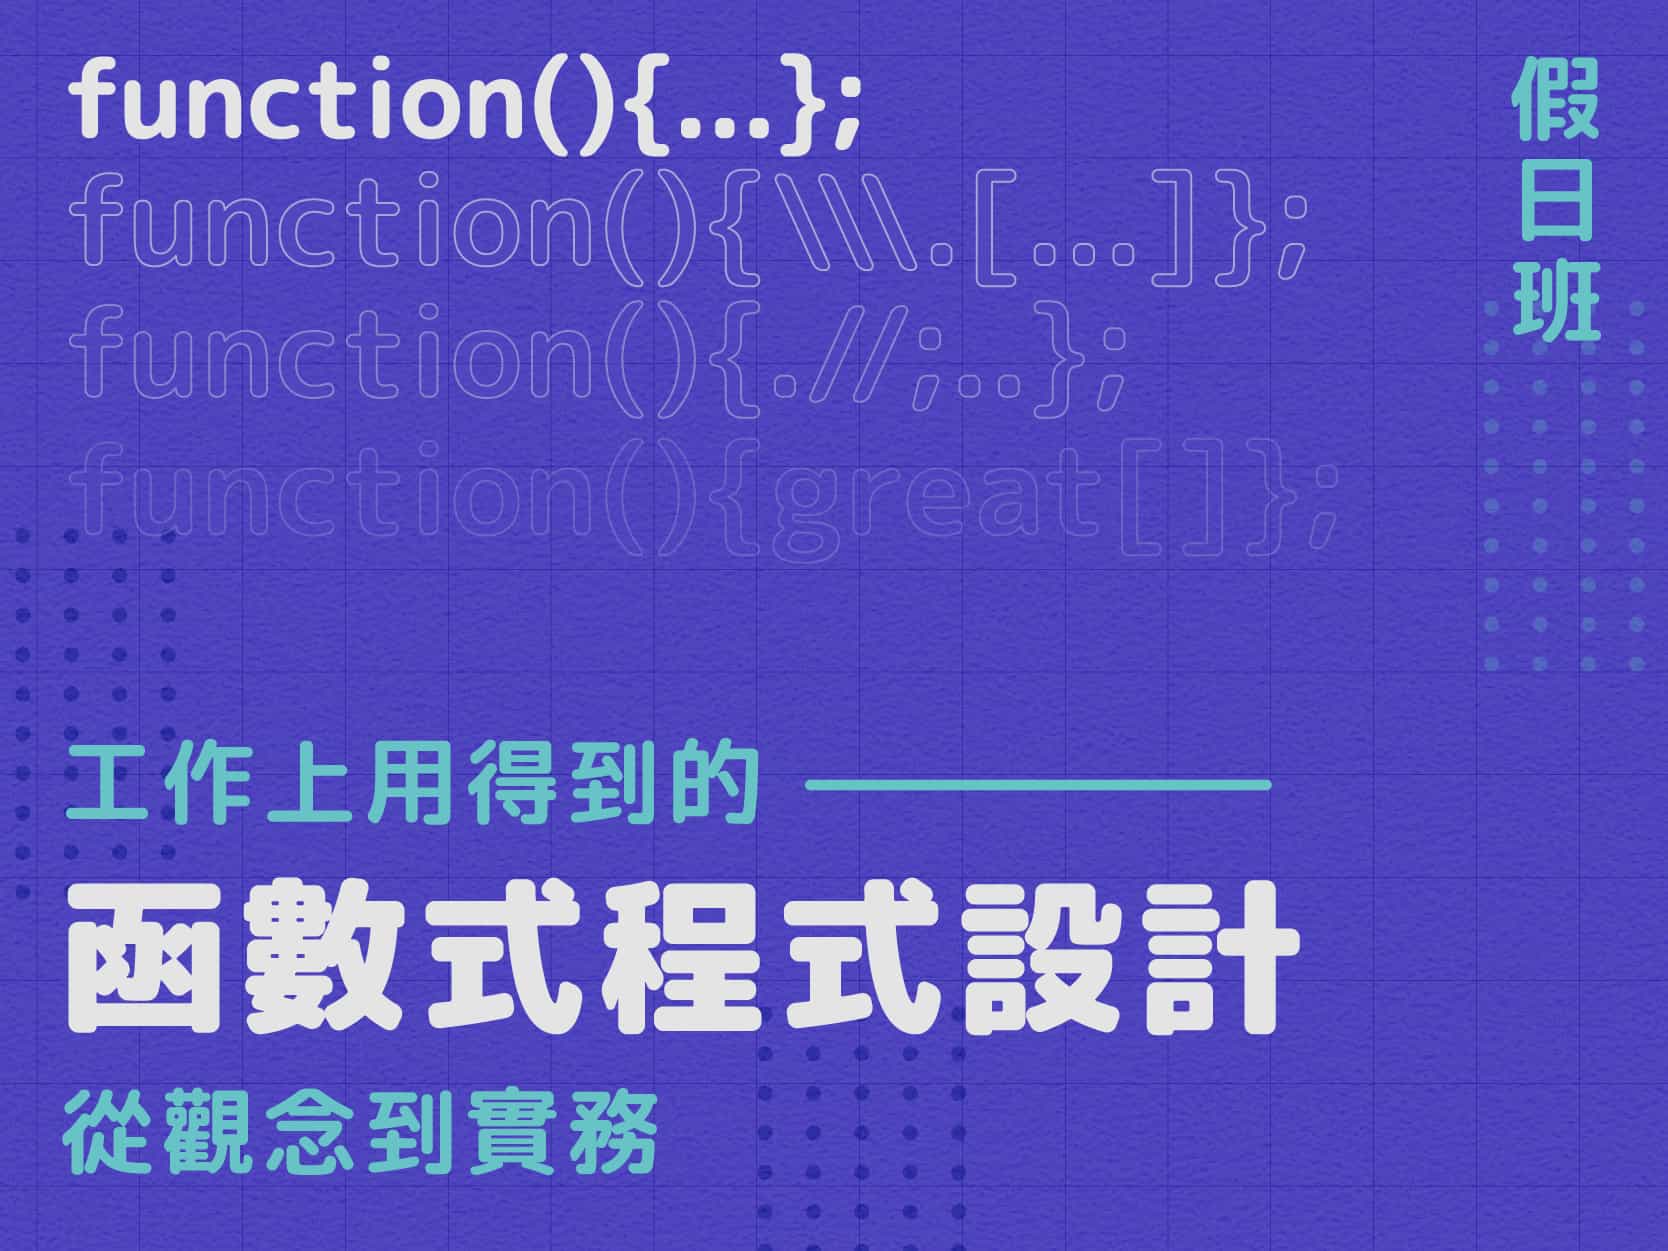 function(){...};
function(){\\\.[...]};
function(){.//;..};
function(){great[]};
假日班
工作上用得到的
函數式程式設計
從觀念到實務